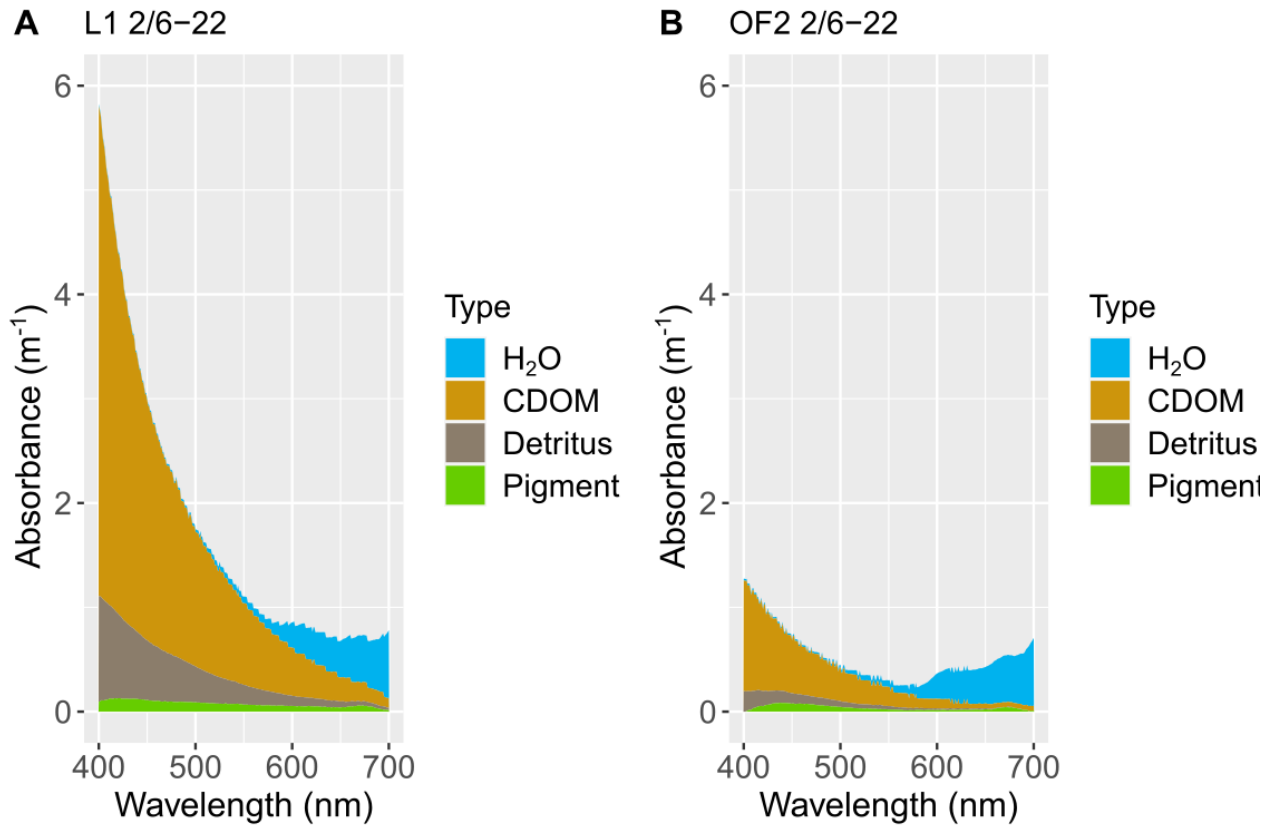 A L1 2/6−22
6
4
2
0
Absorbance (m⁻¹)
400 500 600 700
Wavelength (nm)
Type
H₂O
CDOM
Detritus
Pigment
B OF2 2/6−22
6
4
2
0
Absorbance (m⁻¹)
400 500 600 700
Wavelength (nm)
Type
H₂O
CDOM
Detritus
Pigment